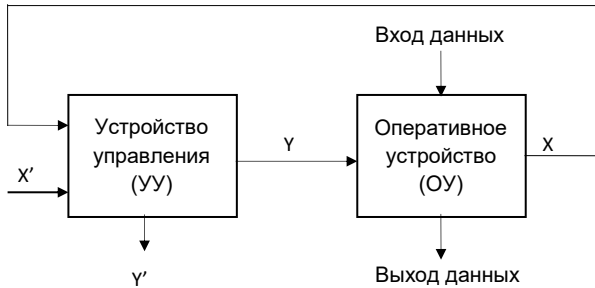 Вход данных
Устройство
управления
(УУ)
Y
Оперативное
устройство
(ОУ)
X
X’
Y’
Выход данных